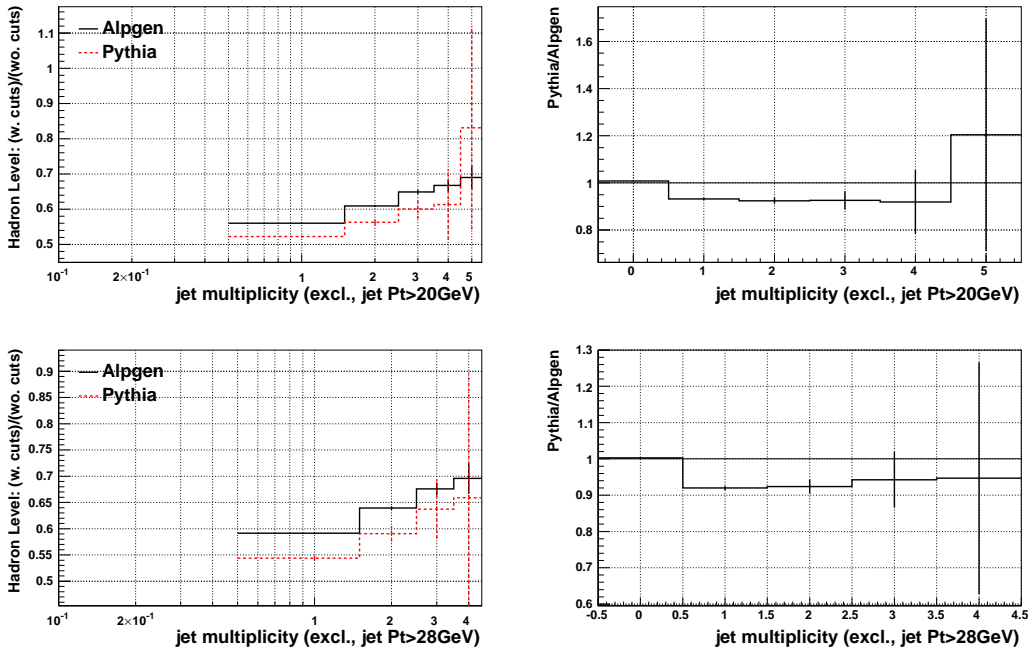 Hadron Level: (w. cuts)/(wo. cuts)
1.1
1
0.9
0.8
0.7
0.6
0.5
Alpgen
Pythia
10⁻¹ 2×10⁻¹ 1 2 3 4 5
jet multiplicity (excl., jet Pt>20GeV)
Pythia/Alpgen
1.6
1.4
1.2
1
0.8
0 1 2 3 4 5
jet multiplicity (excl., jet Pt>20GeV)
Hadron Level: (w. cuts)/(wo. cuts)
0.9
0.85
0.8
0.75
0.7
0.65
0.6
0.55
0.5
Alpgen
Pythia
10⁻¹ 2×10⁻¹ 1 2 3 4
jet multiplicity (excl., jet Pt>28GeV)
Pythia/Alpgen
1.3
1.2
1.1
1
0.9
0.8
0.7
0.6
-0.5 0 0.5 1 1.5 2 2.5 3 3.5 4 4.5
jet multiplicity (excl., jet Pt>28GeV)